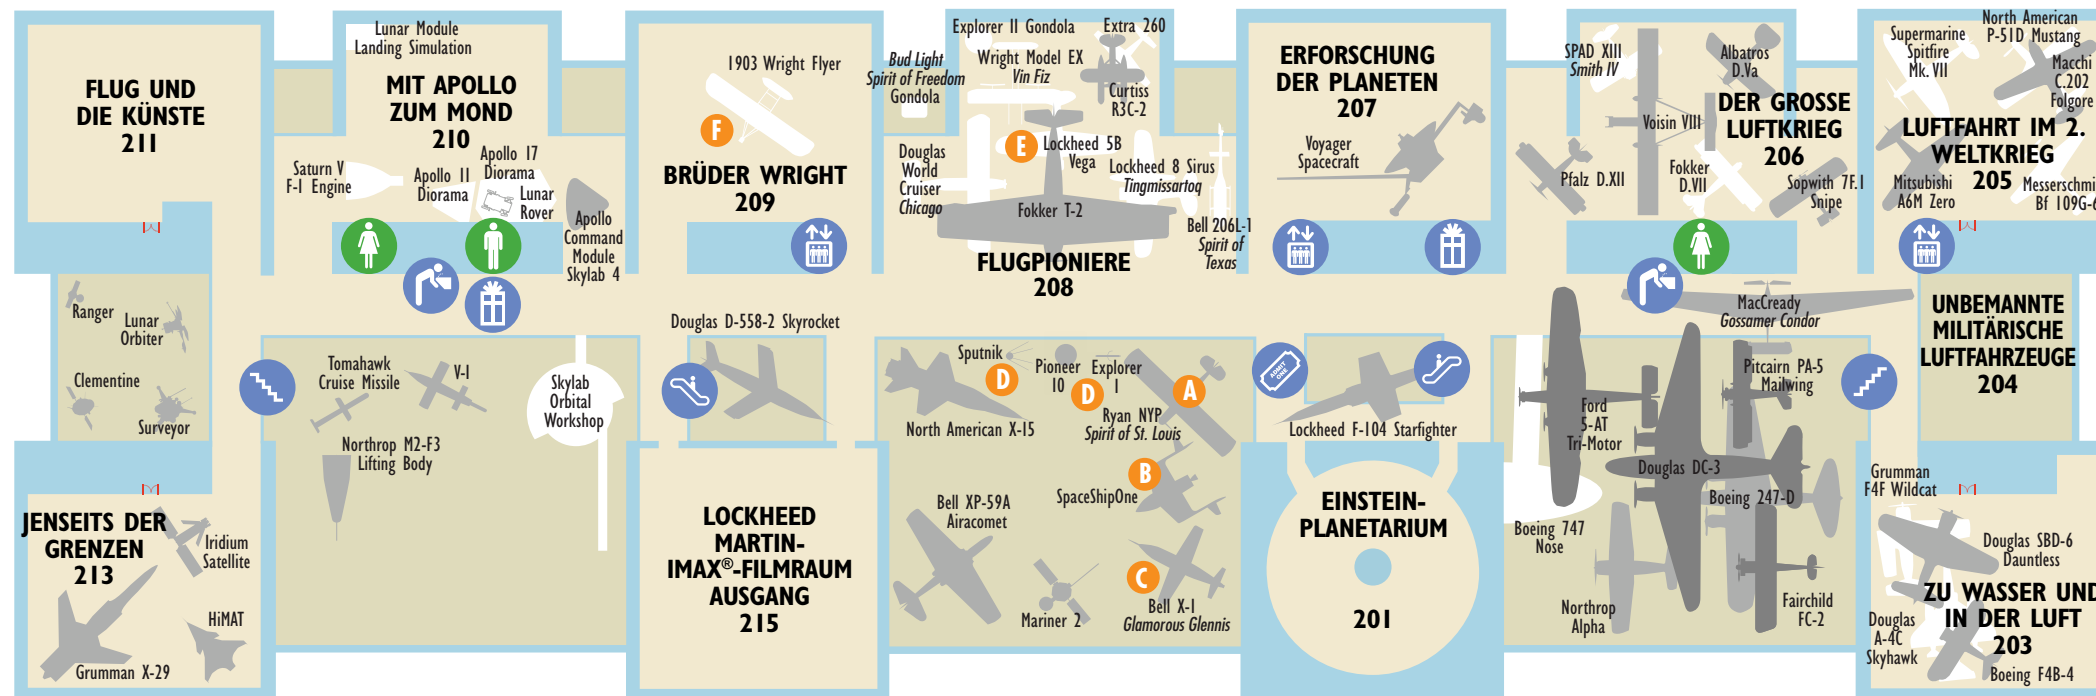 FLUG UND
DIE KÜNSTE
211
Lunar Module
Landing Simulation
MIT APOLLO
ZUM MOND
210
Saturn V
F-1 Engine
Apollo 11
Diorama
Apollo 17
Diorama
Lunar
Rover
Apollo
Command
Module
Skylab 4
1903 Wright Flyer
F
BRÜDER WRIGHT
209
Bud Light
Spirit of Freedom
Gondola
Explorer II Gondola
Wright Model EX
Vin Fiz
Extra 260
Curtiss
R3C-2
E
Lockheed 5B
Vega
Douglas
World
Cruiser
Chicago
Lockheed 8 Sirus
Tingmissartoq
Fokker T-2
Bell 206L-1
Spirit of
Texas
FLUGPIONIERE
208
ERFORSCHUNG
DER PLANETEN
207
Voyager
Spacecraft
SPAD XIII
Smith IV
Albatros
D.Va
Voisin VIII
DER GROSSE
LUFTKRIEG
206
Pfalz D.XII
Fokker
D.VII
Sopwith 7F.1
Snipe
Supermarine
Spitfire
Mk. VII
North American
P-51D Mustang
Macchi
C.202
Folgore
LUFTFAHRT IM 2.
WELTKRIEG
205
Mitsubishi
A6M Zero
Messerschmi
Bf 109G-6
Ranger
Lunar
Orbiter
Clementine
Surveyor
Tomahawk
Cruise Missile
V-1
Northrop M2-F3
Lifting Body
Skylab
Orbital
Workshop
Douglas D-558-2 Skyrocket
Sputnik
D
Pioneer
10
D
Explorer
1
A
Ryan NYP
Spirit of St. Louis
North American X-15
ADMIT
ONE
Lockheed F-104 Starfighter
MacCready
Gossamer Condor
Ford
5-AT
Tri-Motor
Pitcairn PA-5
Mailwing
Douglas DC-3
Boeing 247-D
Boeing 747
Nose
Northrop
Alpha
Fairchild
FC-2
UNBEMANNTE
MILITÄRISCHE
LUFTFAHRZEUGE
204
JENSEITS DER
GRENZEN
213
Iridium
Satellite
HiMAT
Grumman X-29
LOCKHEED
MARTIN-
IMAX®-FILMRAUM
AUSGANG
215
Bell XP-59A
Airacomet
B
SpaceShipOne
C
Bell X-1
Glamorous Glennis
Mariner 2
EINSTEIN-
PLANETARIUM
201
Grumman
F4F Wildcat
Douglas SBD-6
Dauntless
ZU WASSER UND
IN DER LUFT
203
Douglas
A-4C
Skyhawk
Boeing F4B-4